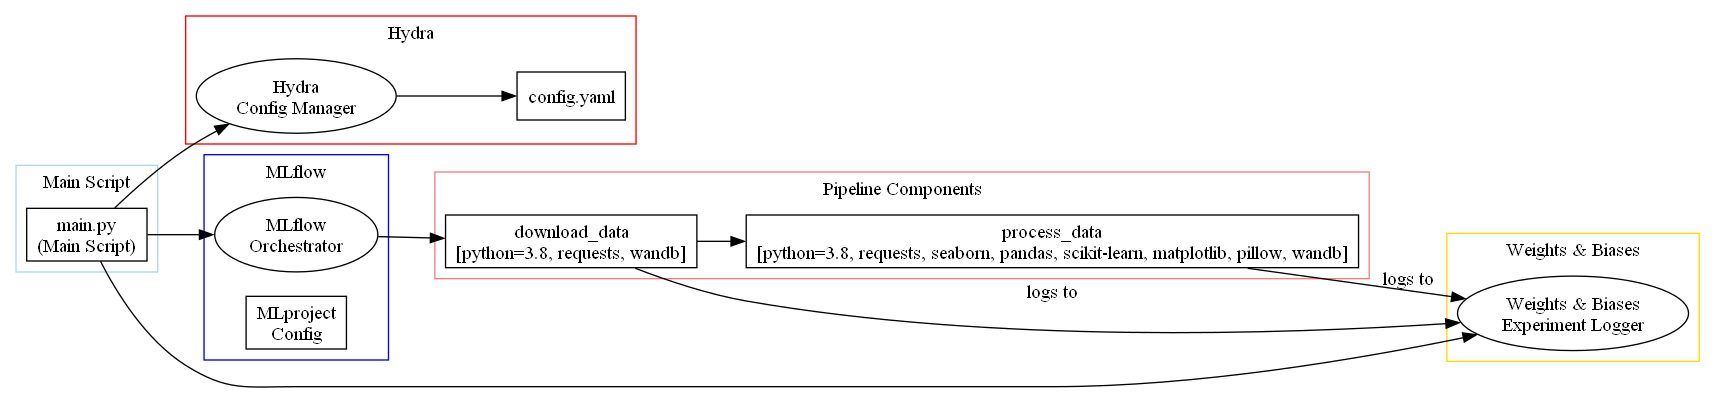 Hydra
Hydra
Config Manager
config.yaml
Main Script
main.py
(Main Script)
MLflow
MLflow
Orchestrator
MLproject
Config
Pipeline Components
download_data
[python=3.8, requests, wandb]
process_data
[python=3.8, requests, seaborn, pandas, scikit-learn, matplotlib, pillow, wandb]
logs to
logs to
Weights & Biases
Weights & Biases
Experiment Logger